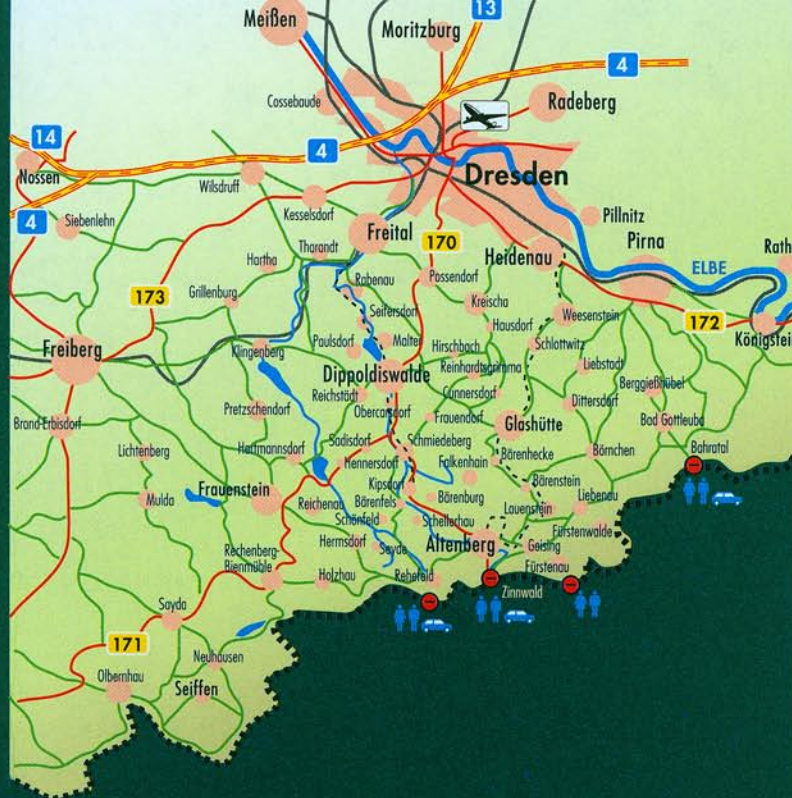 Meißen
13
Moritzburg
4
Cossebaude
Radeberg
14
4
Nossen
Wilsdruff
Dresden
Kesselsdorf
4
Siebenlehn
Pillnitz
Freital
170
Pirna
Tharandt
Heidenau
Rath
Hartha
ELBE
Rabenau
Possendorf
173
Grillenburg
Kreischa
Seifersdorf
Hausdorf
Weesenstein
172
Königstei
Freiberg
Klingenberg
Paulsdorf
Malter
Hirschbach
Schlottwitz
Reinhardtsgrimma
Liebstadt
Dippoldiswalde
Berggießhübel
Reichstädt
Cunnersdorf
Dittersdorf
Pretzschendorf
Obercarsdorf
Frauendorf
Bad Gottleuba
Brand-Erbisdorf
Glashütte
Sadisdorf
Schmiedeberg
Lichtenberg
Hartmannsdorf
Börnchen
Bahratal
Bärenhecke
Hennersdorf
Falkenhain
Kipsdorf
Bärenstein
Frauenstein
Mulda
Bärenburg
Liebenau
Reichenau
Bärenfels
Lauenstein
Schönfeld
Schellerhau
Fürstenwalde
Hermsdorf
Altenberg
Seyde
Geising
Rechenberg-
Bienmühle
Fürstenau
Holzhau
Rehefeld
Zinnwald
Sayda
171
Neuhausen
Olbernhau
Seiffen